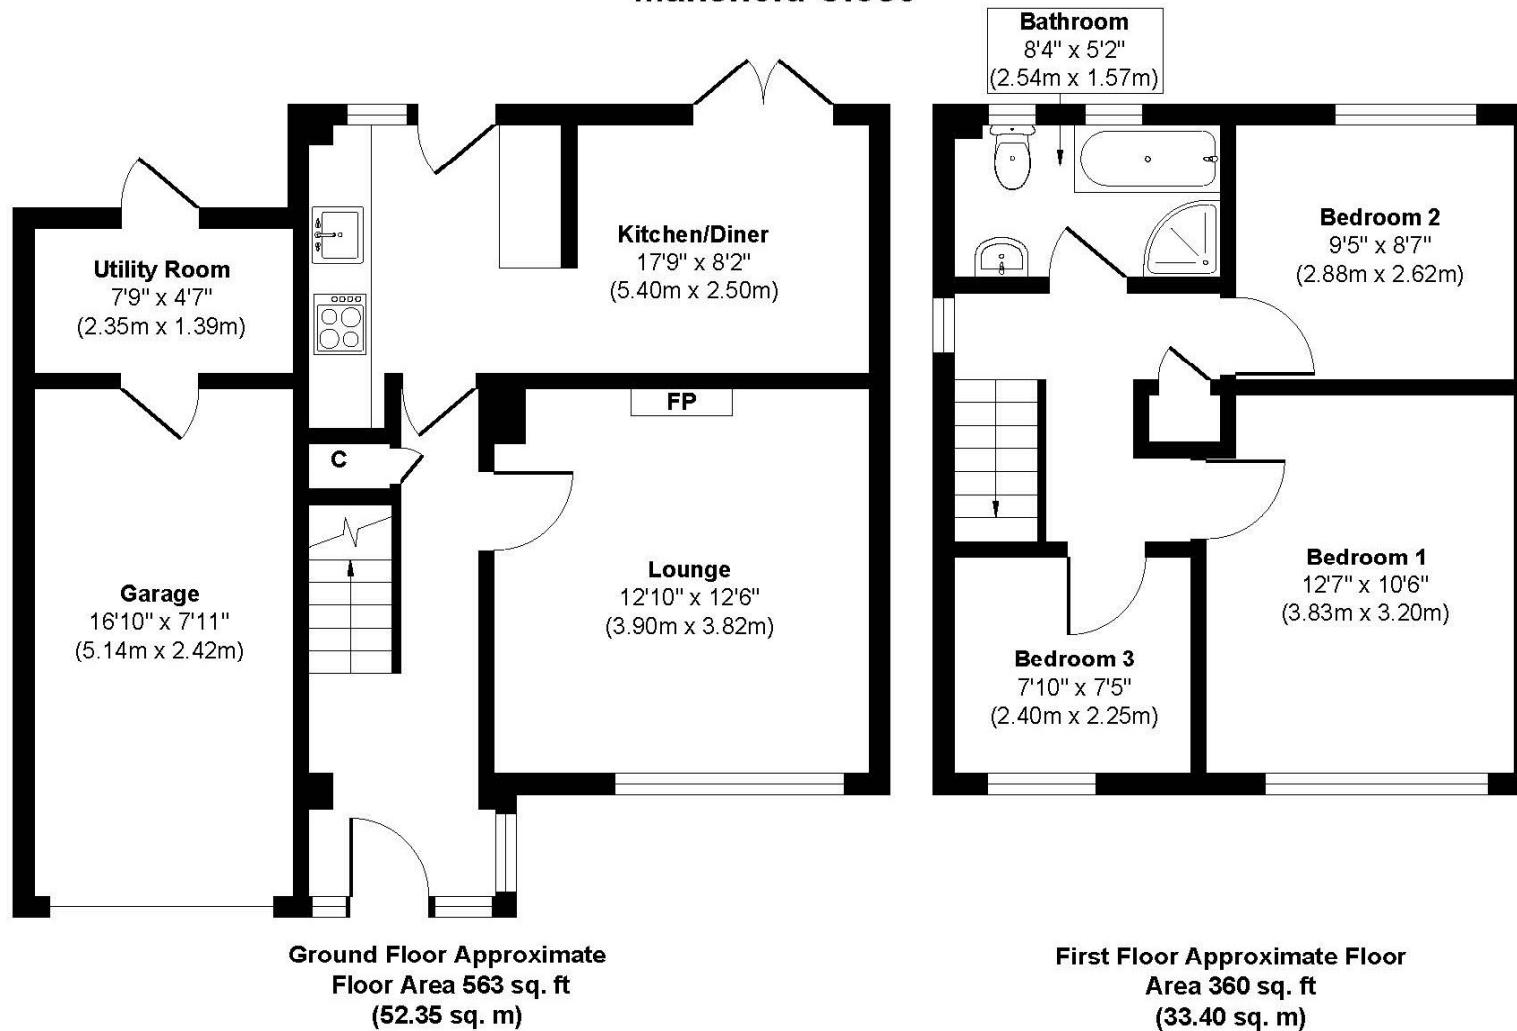 Bathroom
8'4" x 5'2"
(2.54m x 1.57m)
Kitchen/Diner
17'9" x 8'2"
(5.40m x 2.50m)
Utility Room
7'9" x 4'7"
(2.35m x 1.39m)
FP
C
Garage
16'10" x 7'11"
(5.14m x 2.42m)
Lounge
12'10" x 12'6"
(3.90m x 3.82m)
Bedroom 2
9'5" x 8'7"
(2.88m x 2.62m)
Bedroom 1
12'7" x 10'6"
(3.83m x 3.20m)
Bedroom 3
7'10" x 7'5"
(2.40m x 2.25m)
Ground Floor Approximate
Floor Area 563 sq. ft
(52.35 sq. m)
First Floor Approximate Floor
Area 360 sq. ft
(33.40 sq. m)